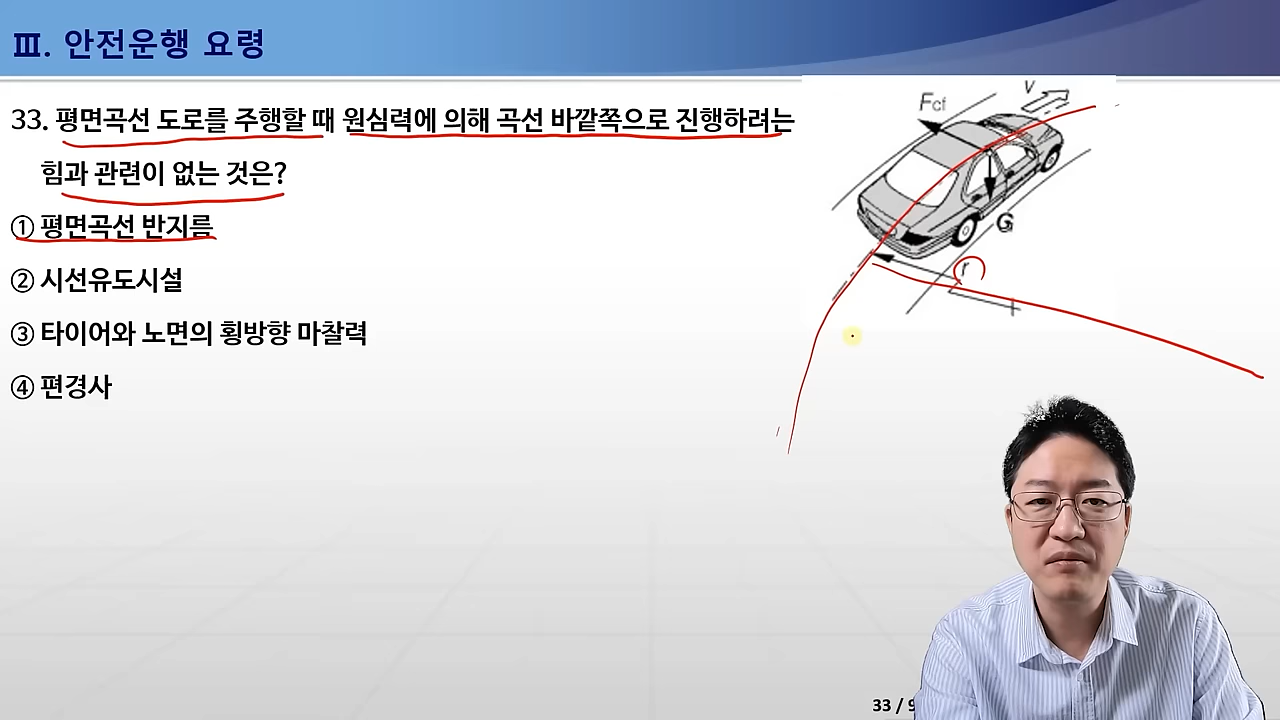 Ⅲ. 안전운행 요령
33. 평면곡선 도로를 주행할 때 원심력에 의해 곡선 바깥쪽으로 진행하려는
힘과 관련이 없는 것은?
① 평면곡선 반지름
② 시선유도시설
③ 타이어와 노면의 횡방향 마찰력
④ 편경사
Fcf
V
G
r
33 / 9